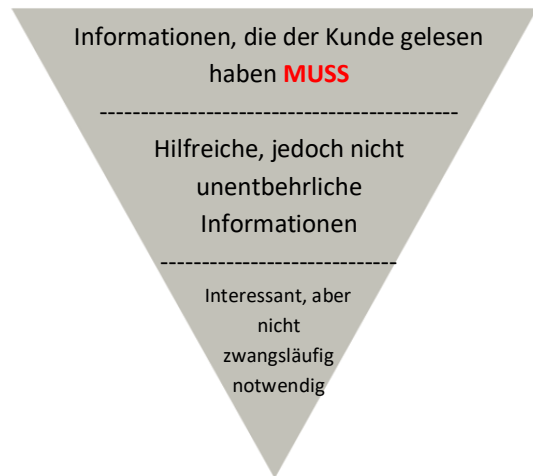 Informationen, die der Kunde gelesen
haben MUSS
-------------------------------------------
Hilfreiche, jedoch nicht
unentbehrliche
Informationen
----------------------------
Interessant, aber
nicht
zwangsläufig
notwendig